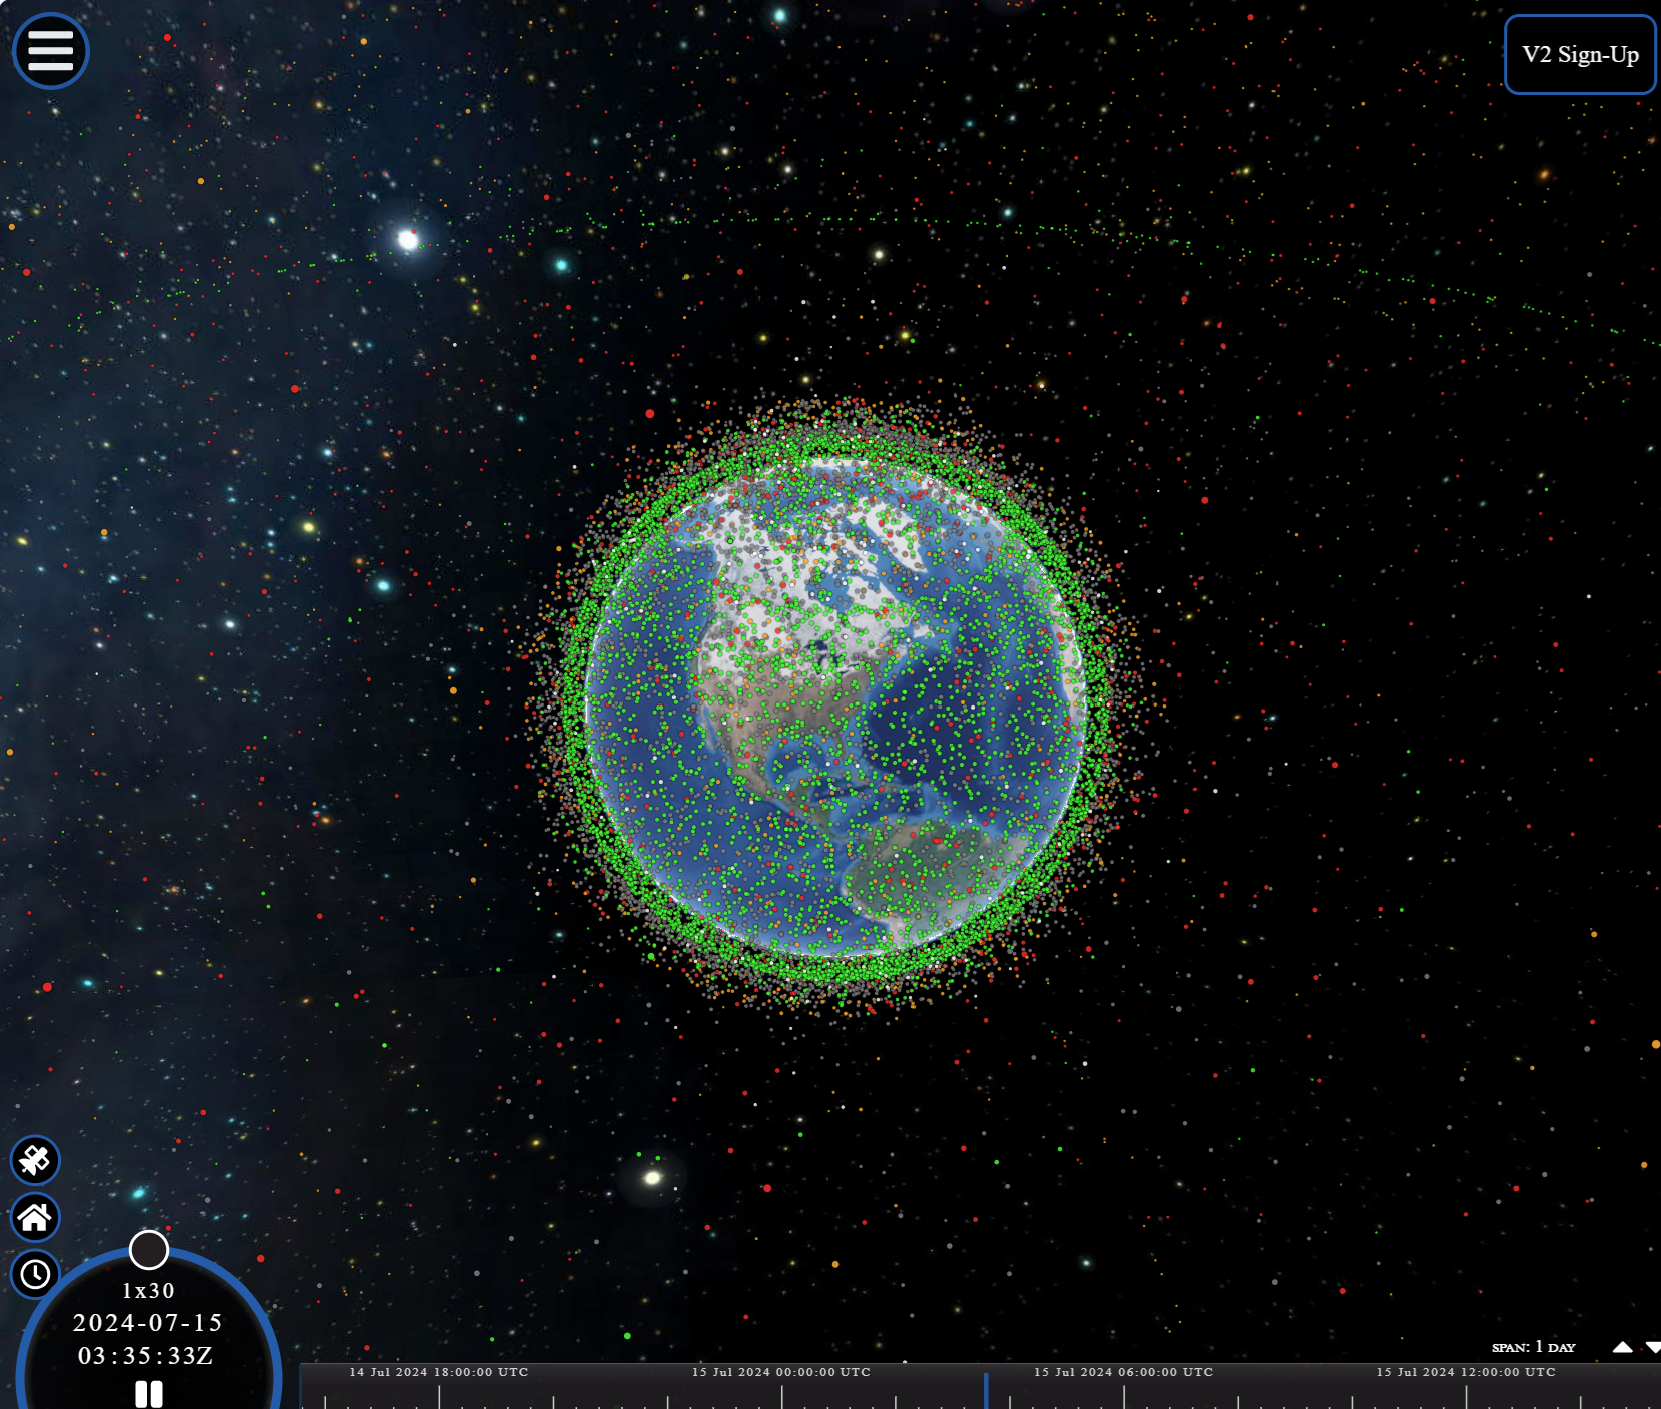 V2 Sign-Up
1x30
2024-07-15
03:35:33Z
SPAN: 1 DAY
14 Jul 2024 18:00:00 UTC
15 Jul 2024 00:00:00 UTC
15 Jul 2024 06:00:00 UTC
15 Jul 2024 12:00:00 UTC